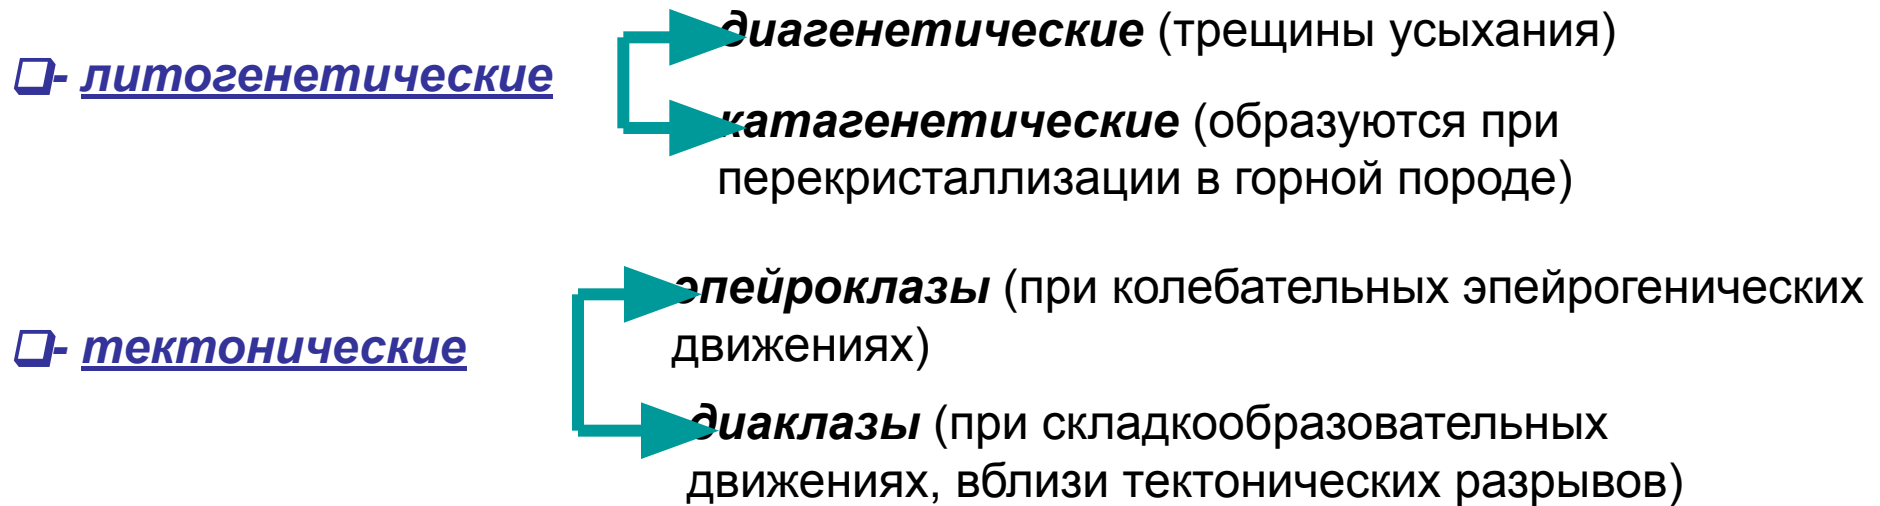 диагенетические (трещины усыхания)
❑- литогенетические
катагенетические (образуются при
перекристаллизации в горной породе)
эпейроклазы (при колебательных эпейрогенических
движениях)
❑- тектонические
диаклазы (при складкообразовательных
движениях, вблизи тектонических разрывов)